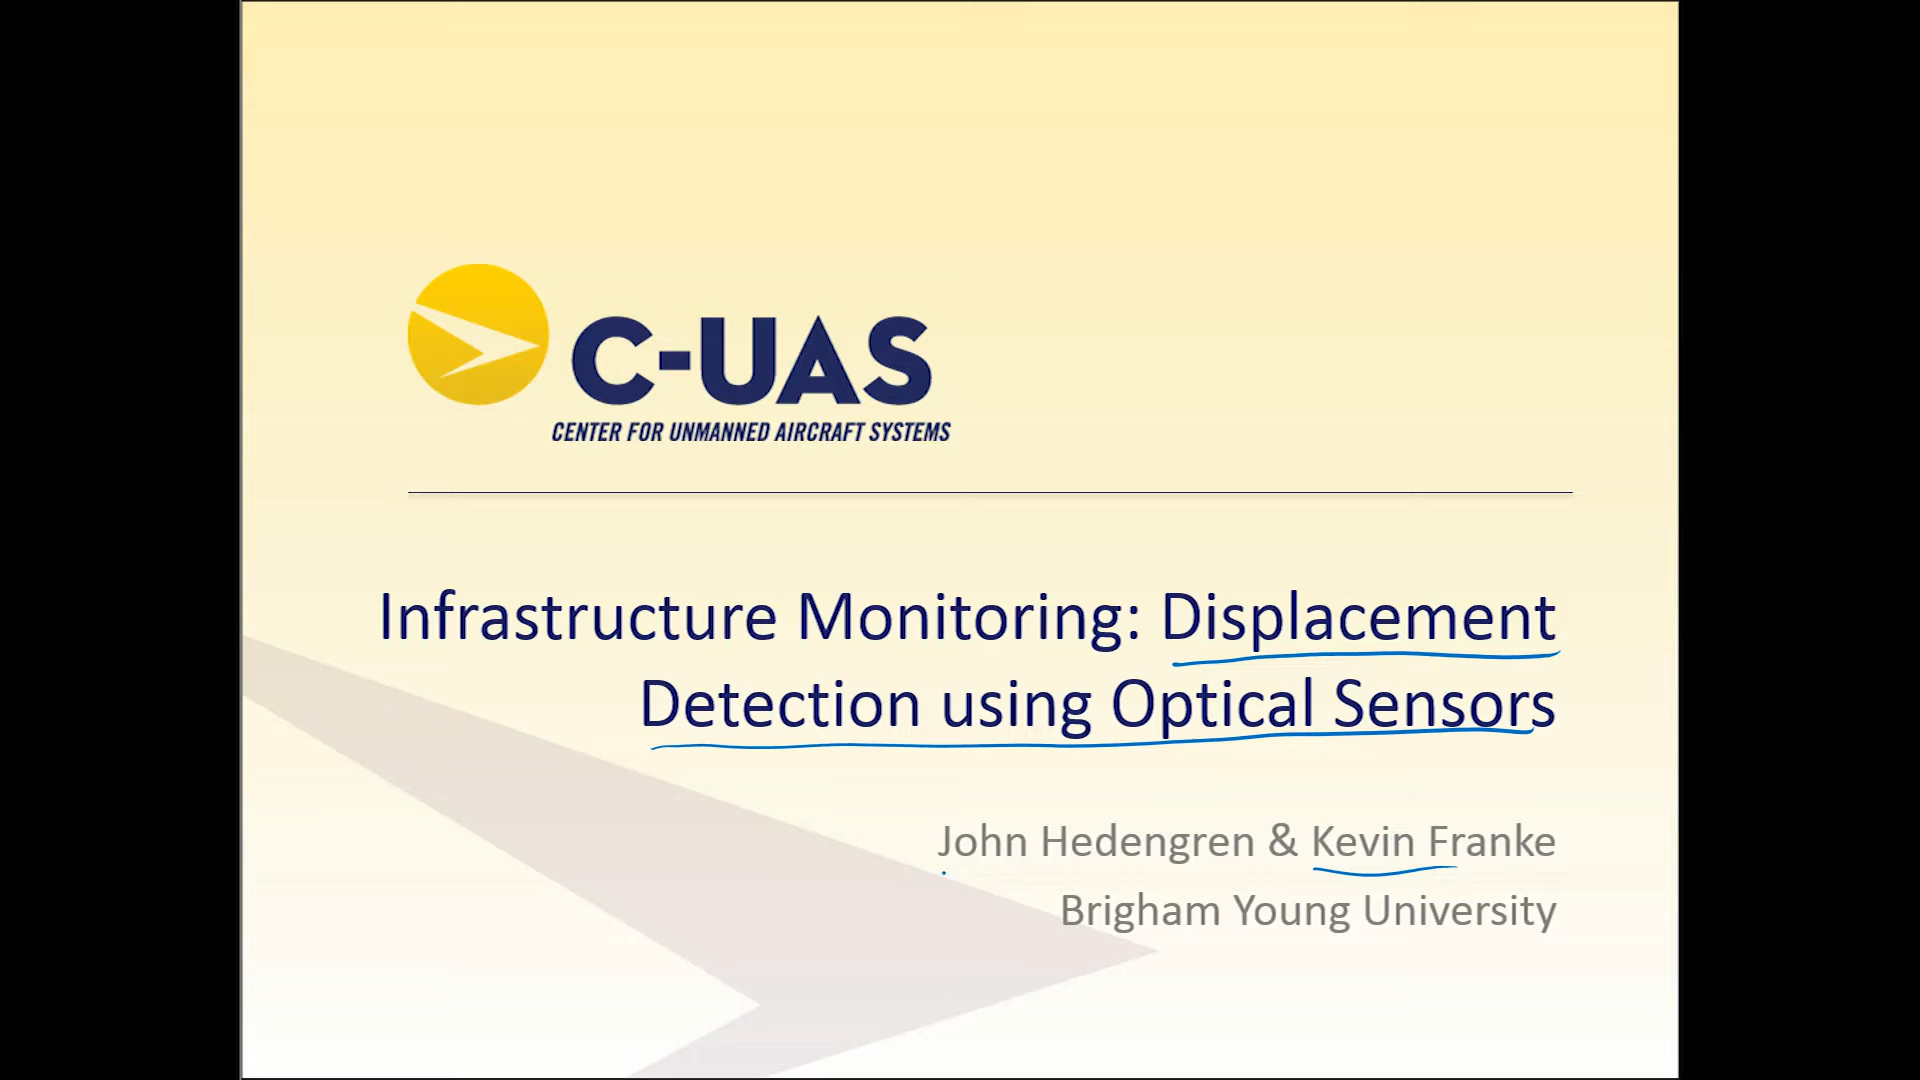 C-UAS
CENTER FOR UNMANNED AIRCRAFT SYSTEMS
Infrastructure Monitoring: Displacement
Detection using Optical Sensors
John Hedengren & Kevin Franke
Brigham Young University